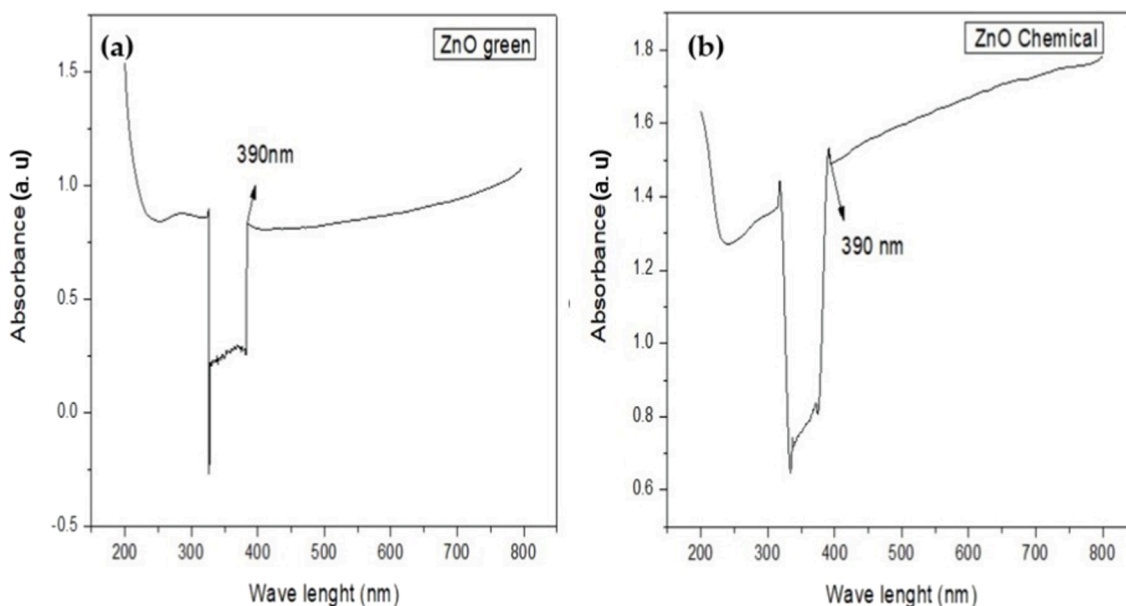 (a)
ZnO green
1.5
1.0
0.5
0.0
-0.5
Absorbance (a. u)
390nm
200 300 400 500 600 700 800
Wave lenght (nm)
(b)
ZnO Chemical
1.8
1.6
1.4
1.2
1.0
0.8
0.6
Absorbance (a. u)
390 nm
200 300 400 500 600 700 800
Wave lenght (nm)